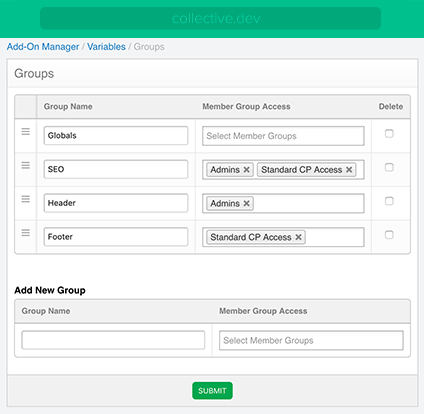 collective.dev
Add-On Manager / Variables / Groups
Groups
Group Name Member Group Access Delete
Globals Select Member Groups
SEO Admins × Standard CP Access ×
Header Admins ×
Footer Standard CP Access ×
Add New Group
Group Name Member Group Access
Select Member Groups
SUBMIT